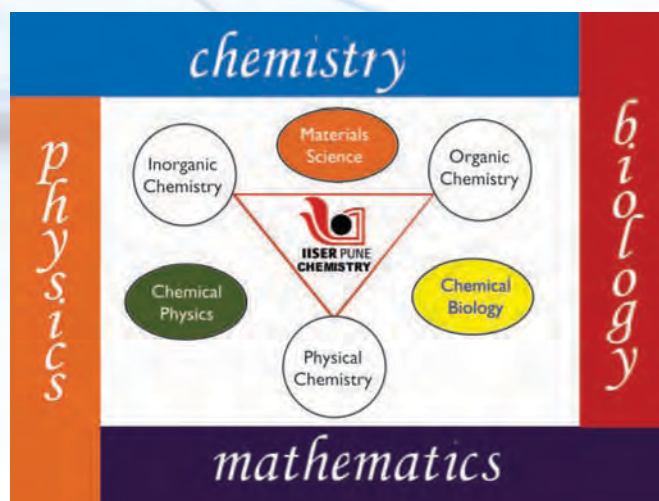 chemistry
physics
biology
Materials
Science
Inorganic
Chemistry
Organic
Chemistry
IISER PUNE
CHEMISTRY
Chemical
Physics
Chemical
Biology
Physical
Chemistry
mathematics